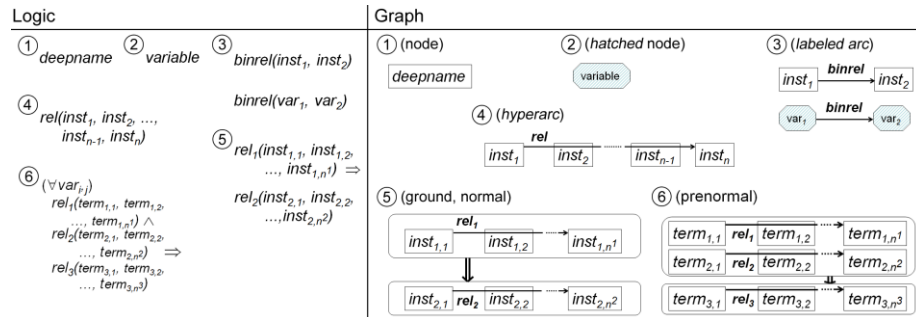 Logic
① deepname
② variable
③ binrel(inst₁, inst₂)
binrel(var₁, var₂)
④ rel(inst₁, inst₂, ...,
instₙ₋₁, instₙ)
⑤ rel₁(inst₁,₁, inst₁,₂,
..., inst₁,ₙ¹) ⇒
rel₂(inst₂,₁, inst₂,₂,
...,inst₂,ₙ²)
⑥ (∀varᵢ,ⱼ)
rel₁(term₁,₁, term₁,₂,
..., term₁,ₙ¹) ∧
rel₂(term₂,₁, term₂,₂,
..., term₂,ₙ²) ⇒
rel₃(term₃,₁, term₃,₂,
..., term₃,ₙ³)
Graph
① (node)
deepname
② (hatched node)
variable
③ (labeled arc)
inst₁ binrel inst₂
var₁ binrel var₂
④ (hyperarc)
rel
inst₁ inst₂ instₙ₋₁ instₙ
⑤ (ground, normal)
rel₁
inst₁,₁ inst₁,₂ inst₁,ₙ¹
⇓
inst₂,₁ rel₂ inst₂,₂ inst₂,ₙ²
⑥ (prenormal)
term₁,₁ rel₁ term₁,₂ term₁,ₙ¹
term₂,₁ rel₂ term₂,₂ term₂,ₙ²
⇓
term₃,₁ rel₃ term₃,₂ term₃,ₙ³